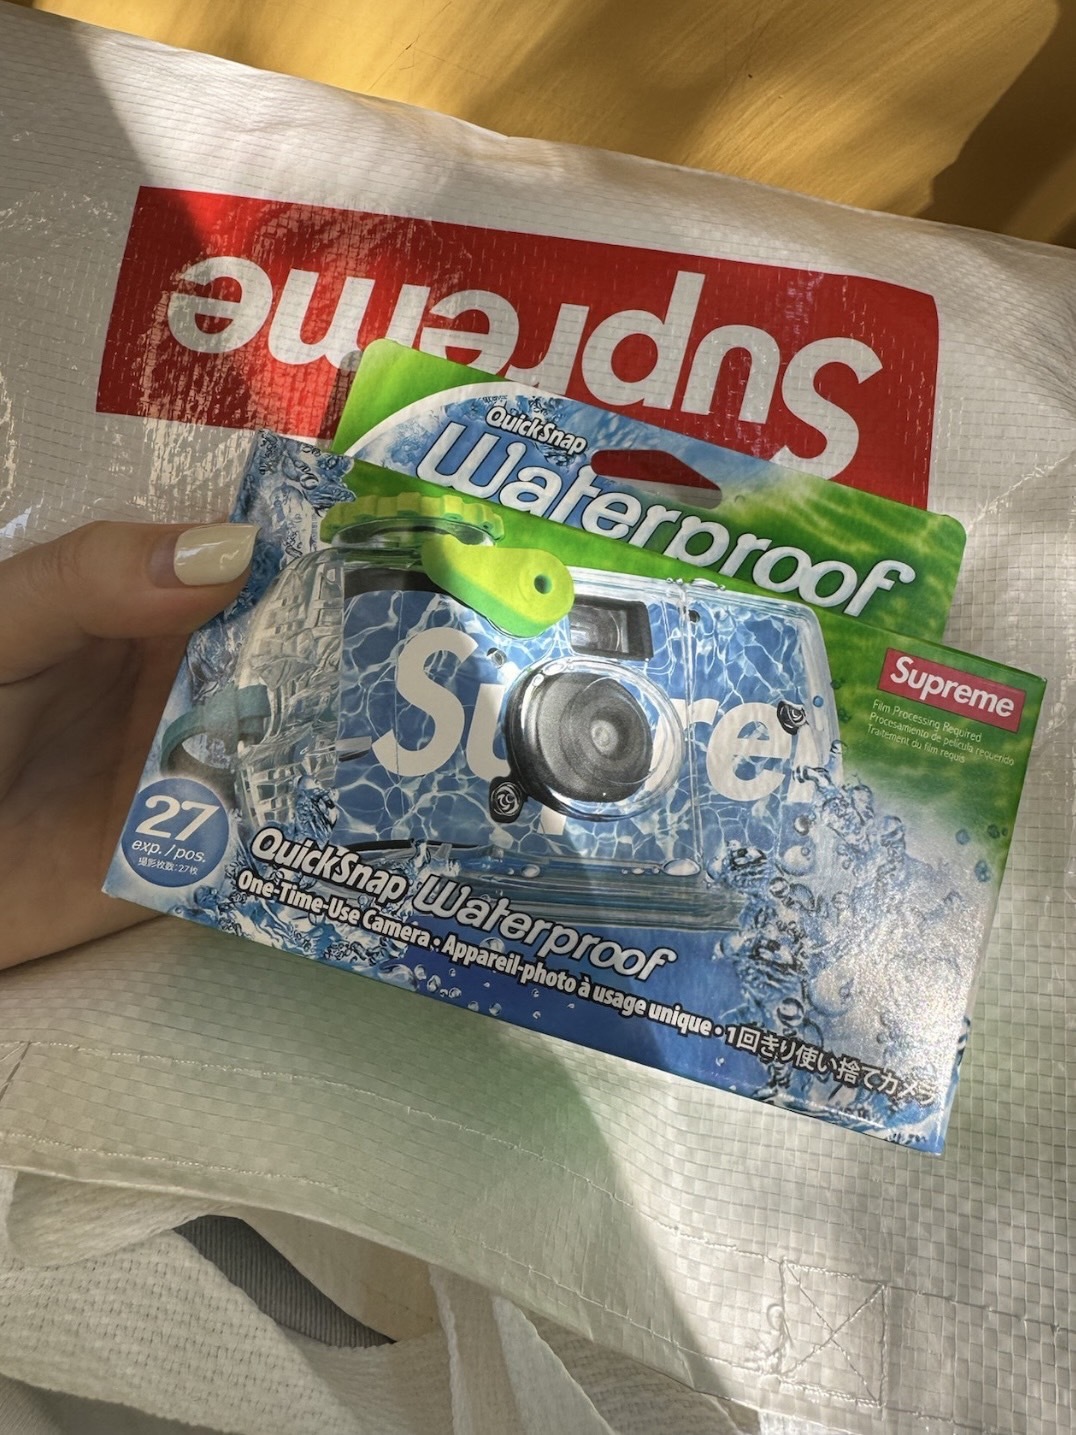 Supreme
QuickSnap
Waterproof
Supreme
Film Processing Required
Procesamiento de película requerido
Traitement du film requis
Supre
27
exp./pos.
撮影枚数:27枚
QuickSnap Waterproof
One-Time-Use Camera • Appareil-photo à usage unique • 1回きり使い捨てカメラ